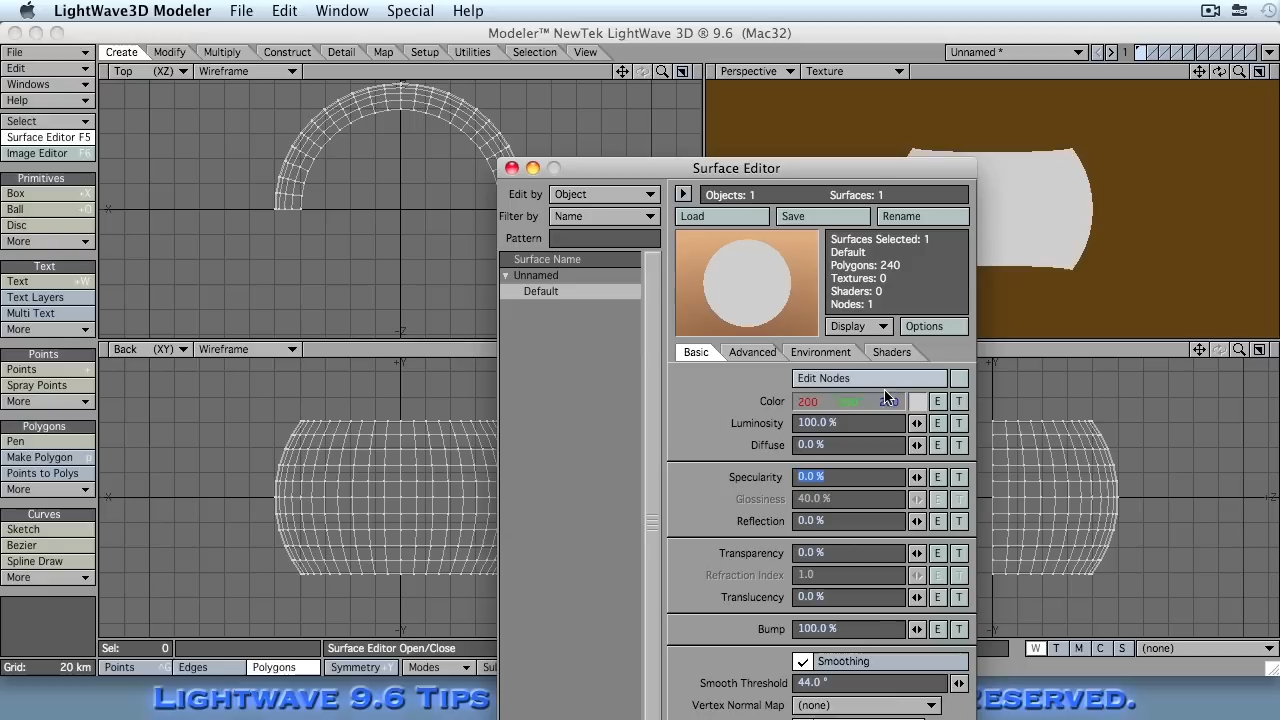 LightWave3D Modeler File Edit Window Special Help
Modeler™ NewTek LightWave 3D ® 9.6 (Mac32)
File Create Modify Multiply Construct Detail Map Setup Utilities Selection View Unnamed * 1
Edit Top (XZ) Wireframe Perspective Texture
Windows
Help
Select
Surface Editor F5
Image Editor F6
Primitives
Box +X
Ball +O
Disc
More...
Text
Text +W
Text Layers
Multi Text
More...
Points
Points +
Spray Points
More...
Polygons
Pen
Make Polygon p
Points to Polys
More...
Curves
Sketch
Bezier
Spline Draw
More...
Grid: 20 km
X
-Z
Back (XY) Wireframe
+Y
X
-Y
Surface Editor
Edit by Object
Filter by Name
Pattern
Surface Name
Unnamed
Default
Objects: 1 Surfaces: 1
Load Save Rename
Surfaces Selected: 1
Default
Polygons: 240
Textures: 0
Shaders: 0
Nodes: 1
Display Options
Basic Advanced Environment Shaders
Edit Nodes
Color 200 E T
Luminosity 100.0 % E T
Diffuse 0.0 % E T
Specularity 0.0 % E T
Glossiness 40.0 % E T
Reflection 0.0 % E T
Transparency 0.0 % E T
Refraction Index 1.0 E T
Translucency 0.0 % E T
Bump 100.0 % E T
Smoothing
Smooth Threshold 44.0 °
Vertex Normal Map (none)
+Y
+Z
-Y
Sel: 0 Surface Editor Open/Close W T M C S (none)
Points ^G Edges Polygons Symmetry +Y Modes
Lightwave 9.6 Tips eserved.